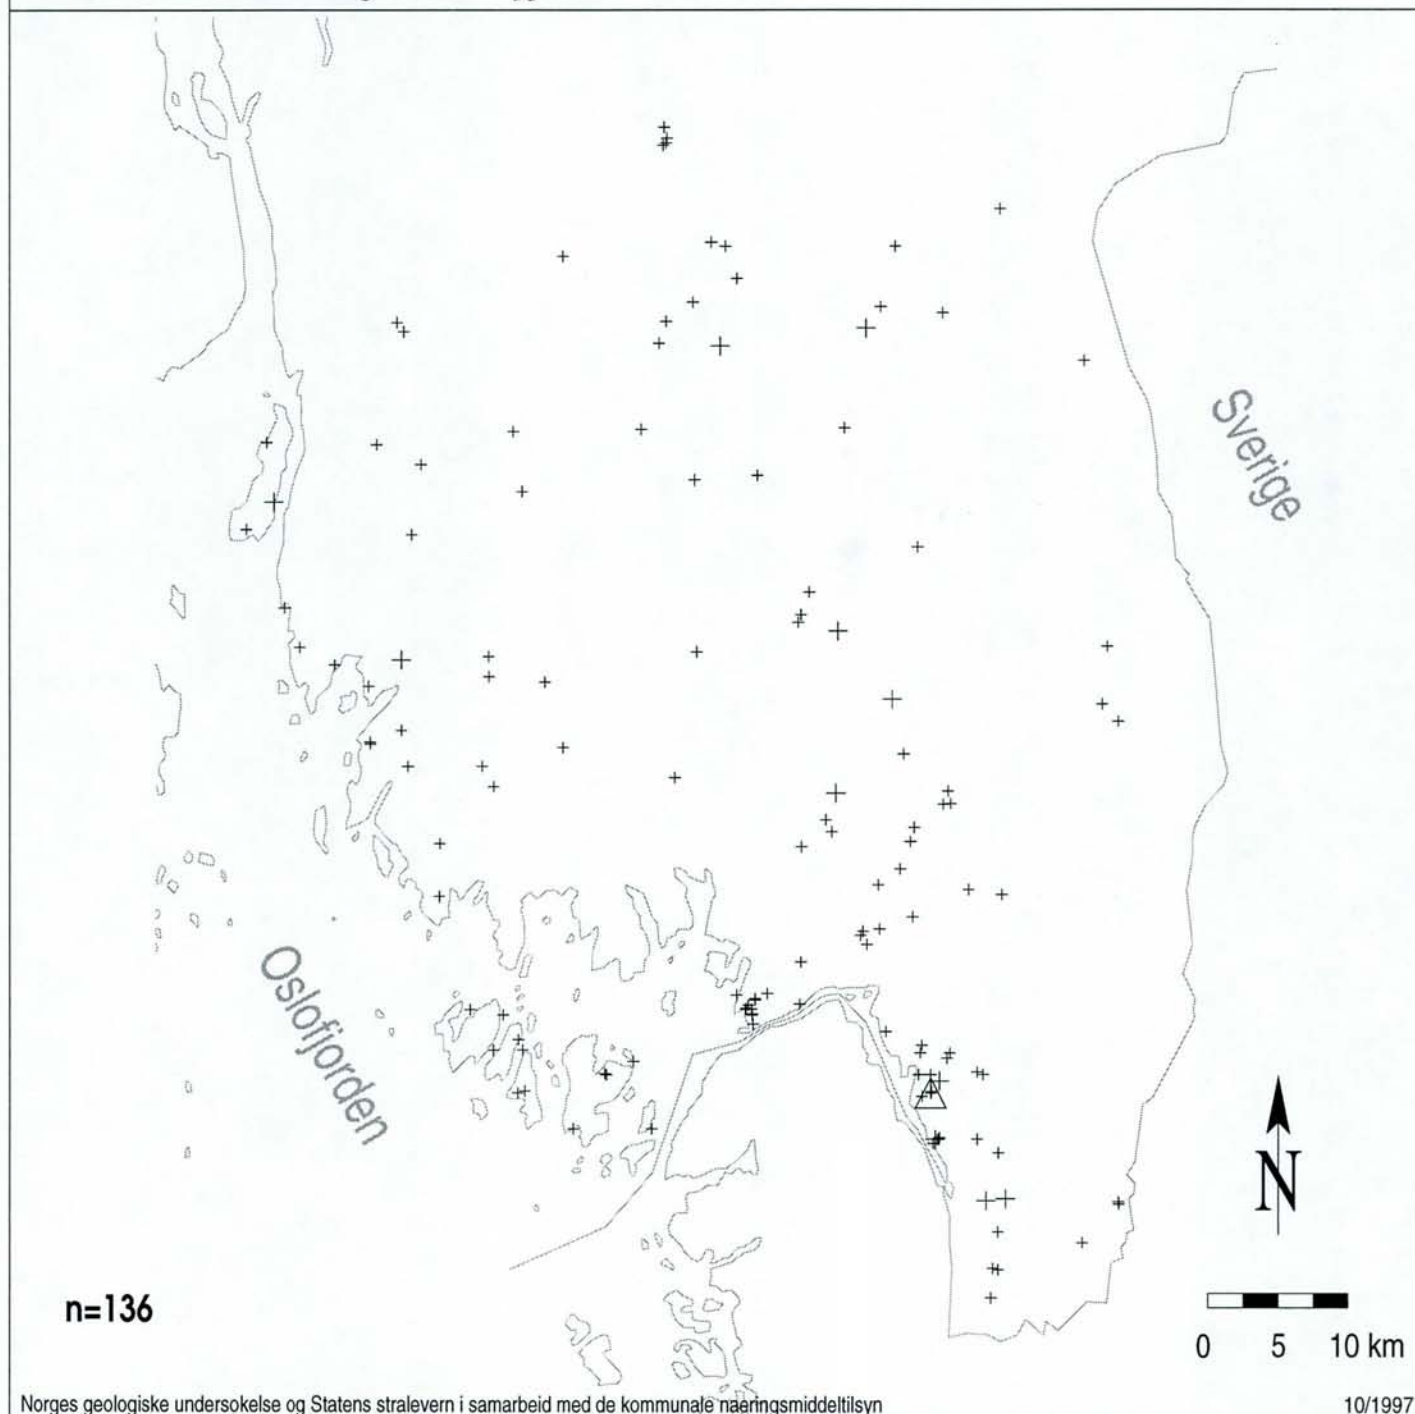 Sverige
Oslofjorden
N
n=136
0 5 10 km
Norges geologiske undersokelse og Statens stralevern i samarbeid med de kommunale naeringsmiddeltilsyn
10/1997